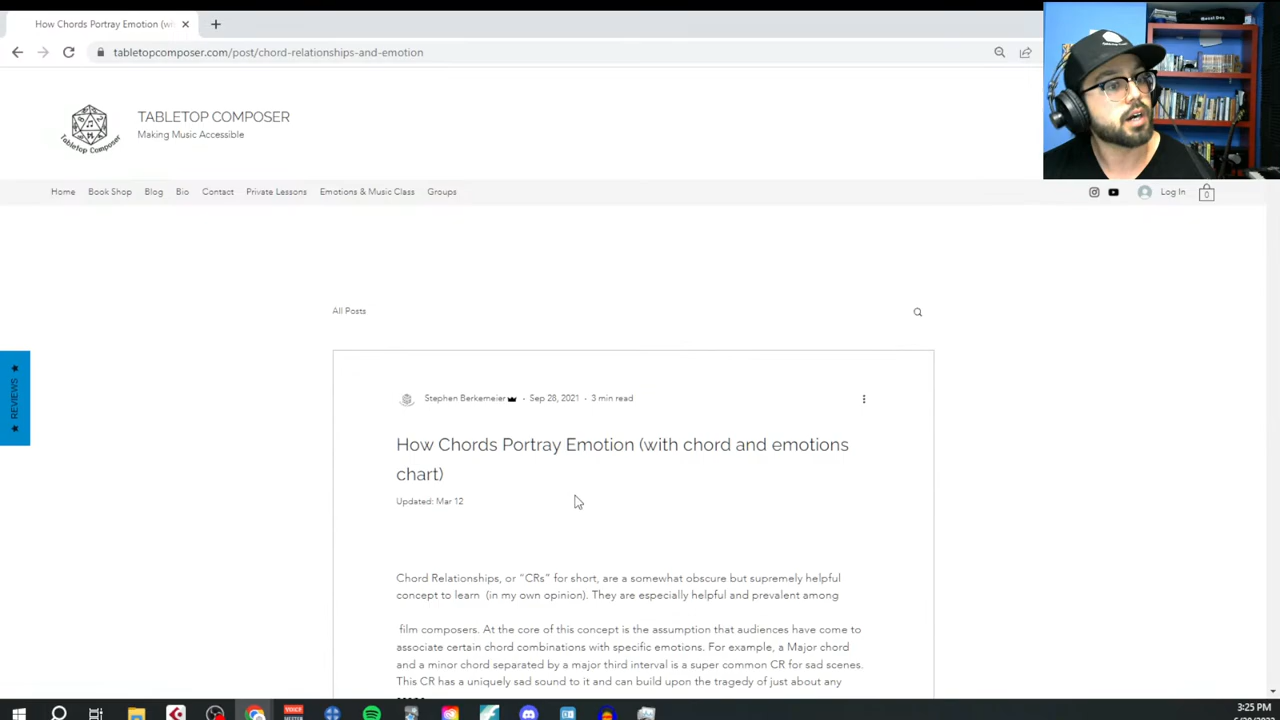 How Chords Portray Emotion (wi
tabletopcomposer.com/post/chord-relationships-and-emotion
TABLETOP COMPOSER
Making Music Accessible
Tabletop Composer
Home Book Shop Blog Bio Contact Private Lessons Emotions & Music Class Groups
Log In
0
All Posts
REVIEWS
Stephen Berkemeier · Sep 28, 2021 · 3 min read
How Chords Portray Emotion (with chord and emotions
chart)
Updated: Mar 12
Chord Relationships, or “CRs” for short, are a somewhat obscure but supremely helpful
concept to learn (in my own opinion). They are especially helpful and prevalent among
film composers. At the core of this concept is the assumption that audiences have come to
associate certain chord combinations with specific emotions. For example, a Major chord
and a minor chord separated by a major third interval is a super common CR for sad scenes.
This CR has a uniquely sad sound to it and can build upon the tragedy of just about any
3:25 PM